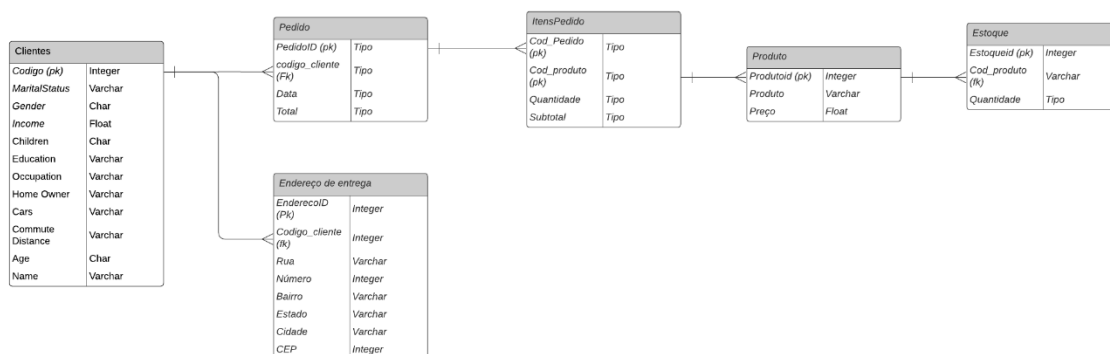 Clientes
Codigo (pk) Integer
MaritalStatus Varchar
Gender Char
Income Float
Children Char
Education Varchar
Occupation Varchar
Home Owner Varchar
Cars Varchar
Commute
Distance Varchar
Age Char
Name Varchar
Pedido
PedidoID (pk) Tipo
codigo_cliente
(Fk) Tipo
Data Tipo
Total Tipo
Endereço de entrega
EnderecoID
(Pk) Integer
Codigo_cliente
(fk) Integer
Rua Varchar
Número Integer
Bairro Varchar
Estado Varchar
Cidade Varchar
CEP Integer
ItensPedido
Cod_Pedido
(pk) Tipo
Cod_produto
(pk) Tipo
Quantidade Tipo
Subtotal Tipo
Produto
Produtoid (pk) Integer
Produto Varchar
Preço Float
Estoque
Estoqueid (pk) Integer
Cod_produto
(fk) Varchar
Quantidade Tipo